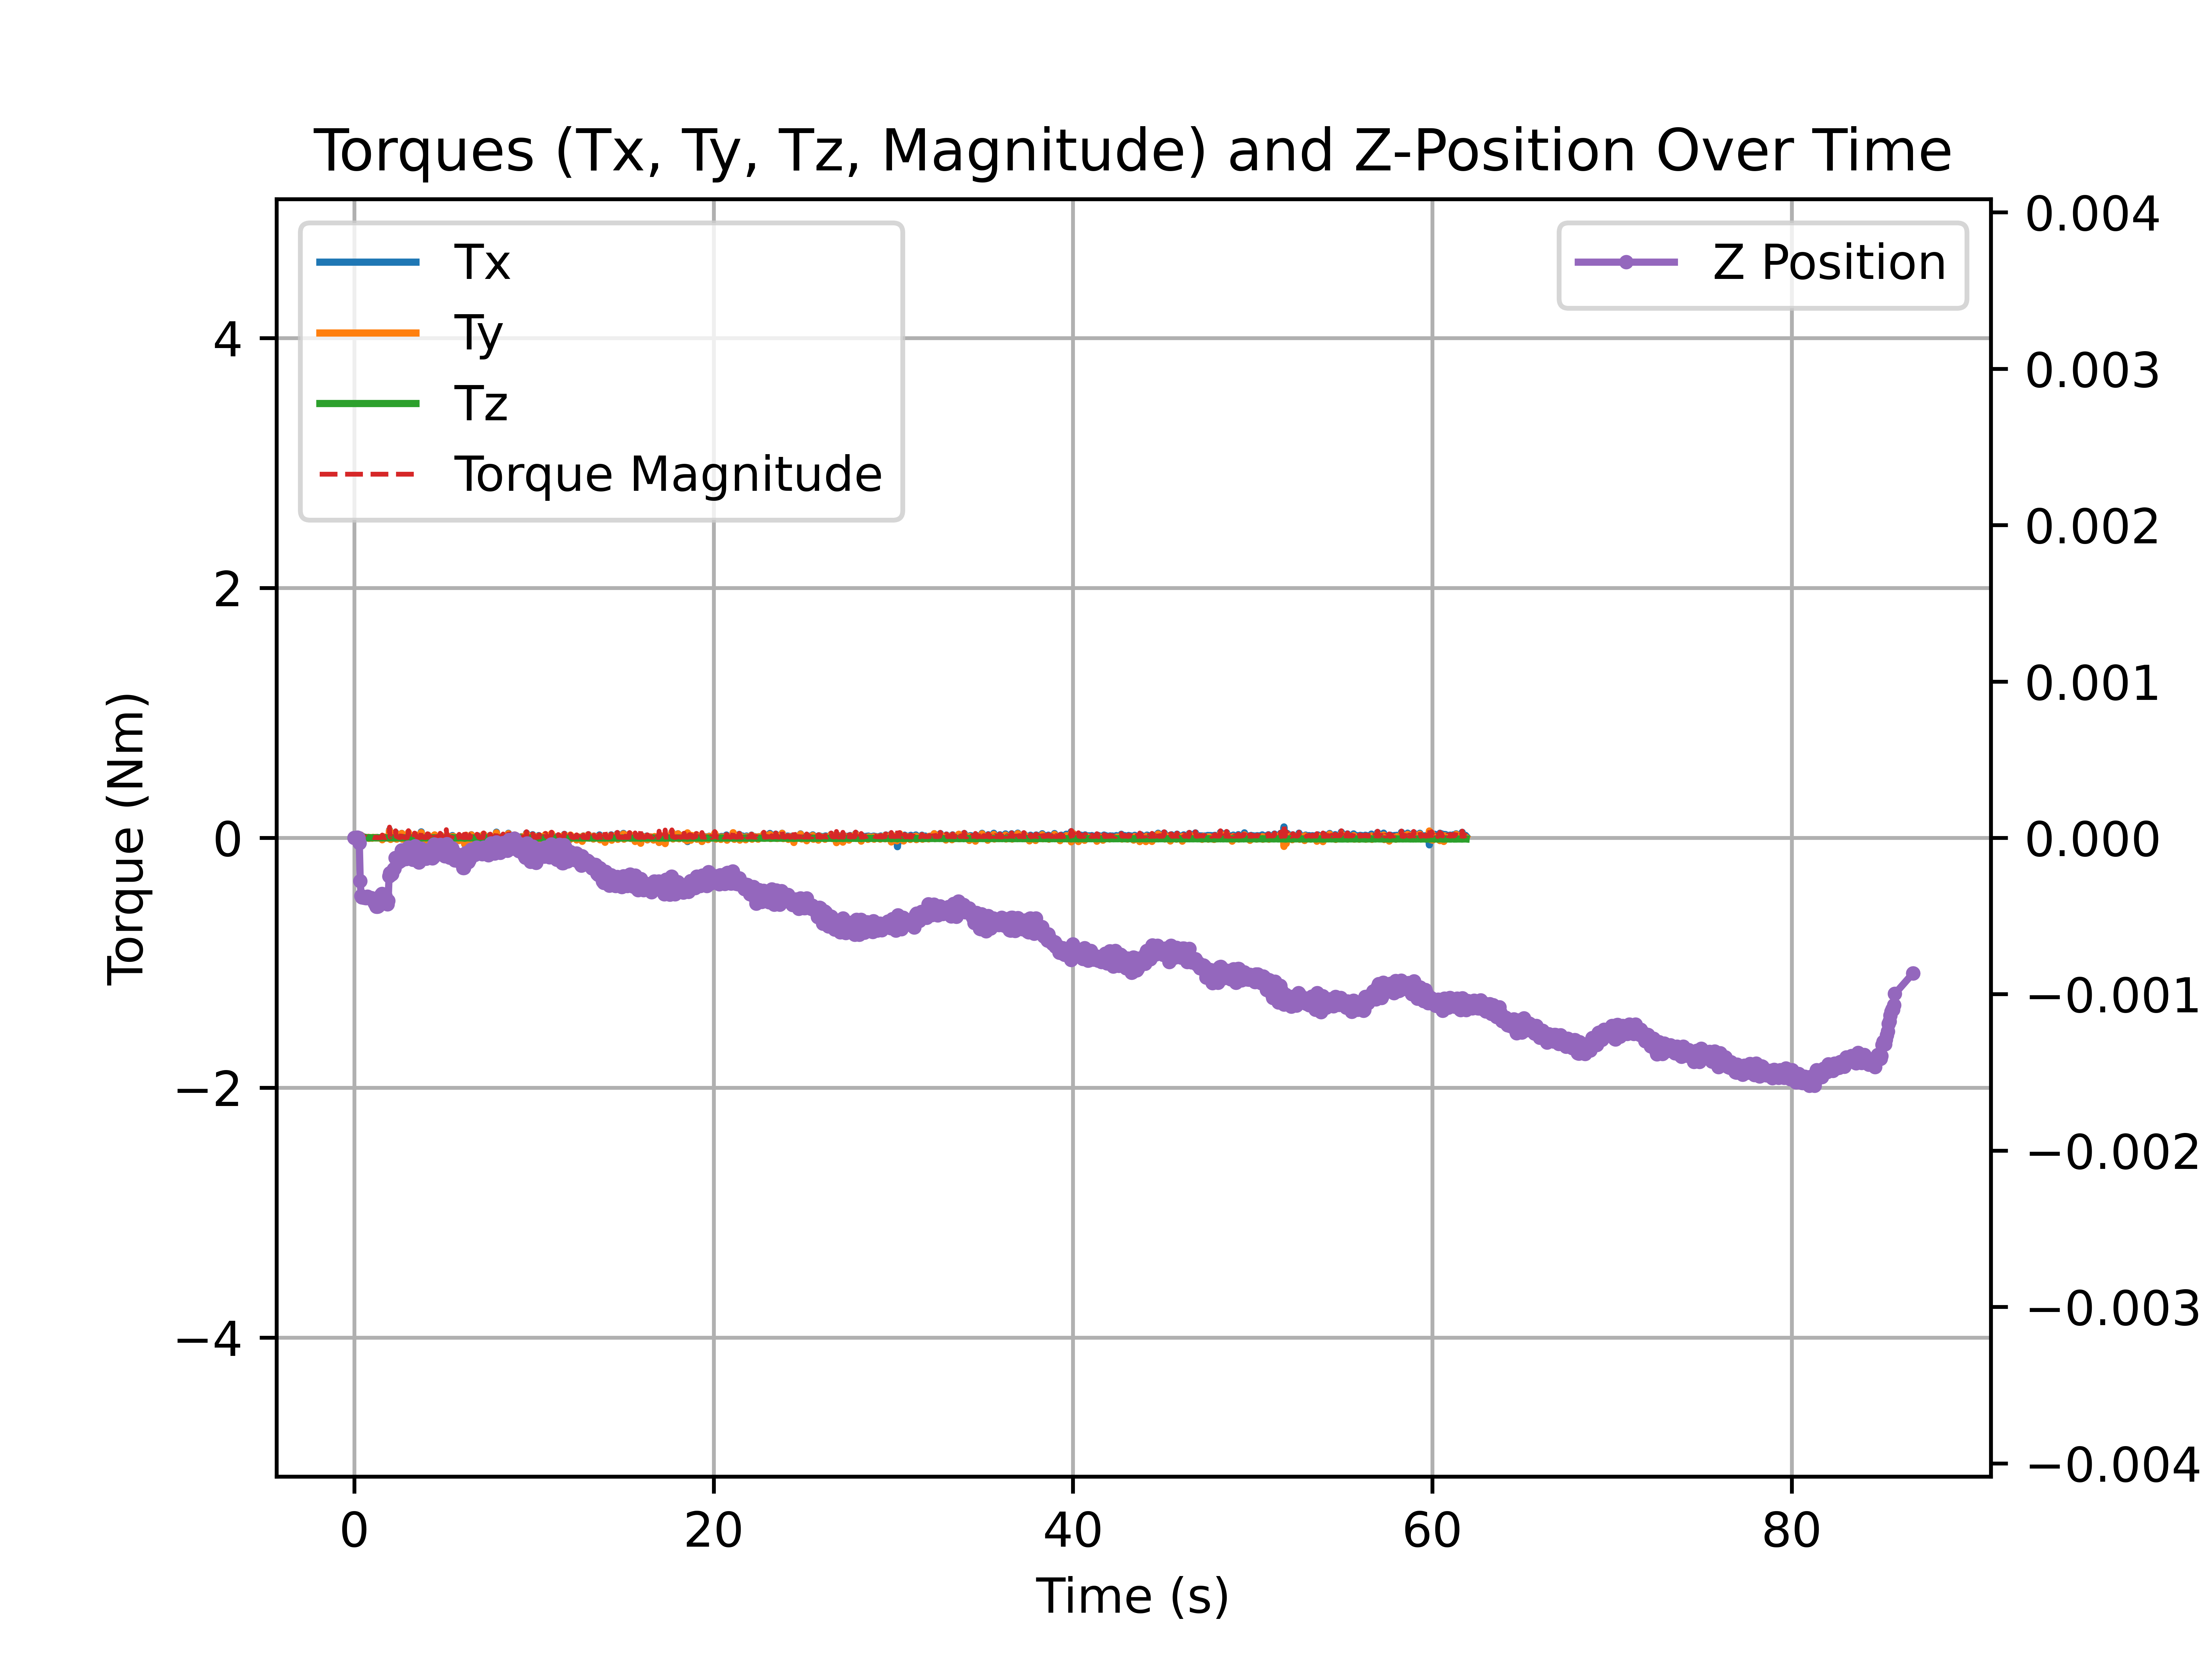 Torques (Tx, Ty, Tz, Magnitude) and Z-Position Over Time
Tx
Ty
Tz
Torque Magnitude
Z Position
Torque (Nm)
4
2
0
−2
−4
0.004
0.003
0.002
0.001
0.000
−0.001
−0.002
−0.003
−0.004
0 20 40 60 80
Time (s)